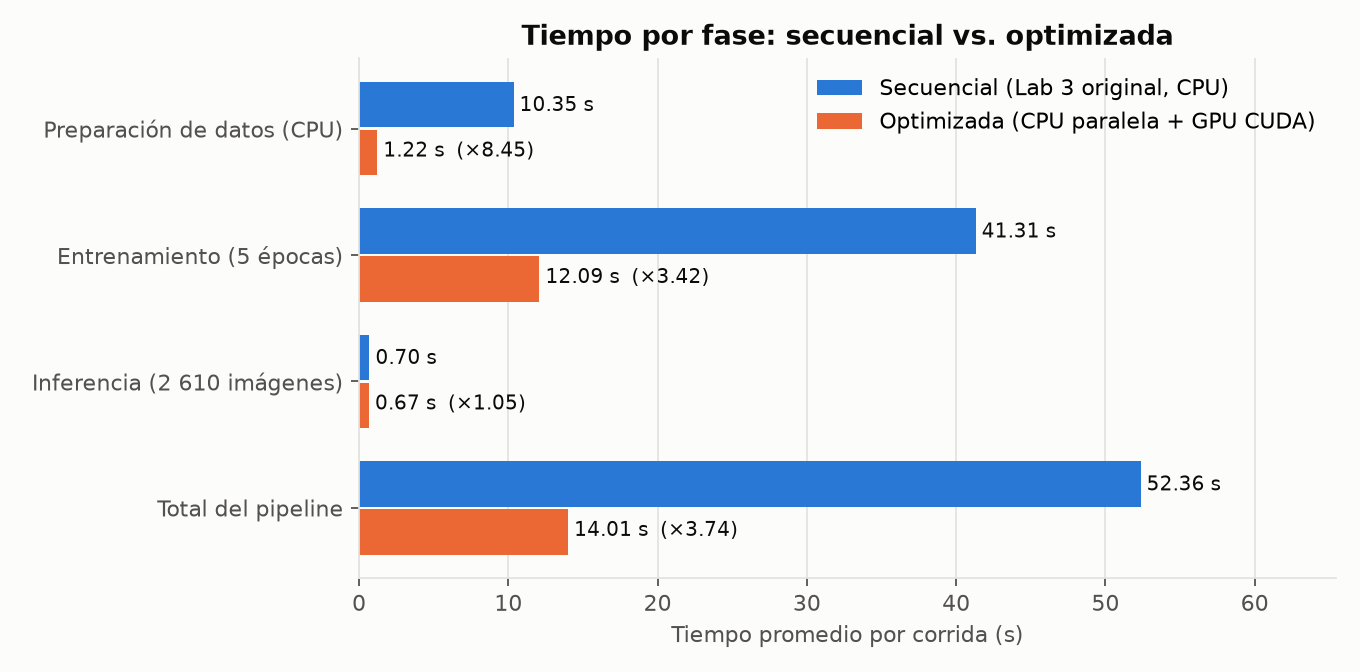 Tiempo por fase: secuencial vs. optimizada
Secuencial (Lab 3 original, CPU)
Optimizada (CPU paralela + GPU CUDA)
Preparación de datos (CPU)
10.35 s
1.22 s (×8.45)
Entrenamiento (5 épocas)
41.31 s
12.09 s (×3.42)
Inferencia (2 610 imágenes)
0.70 s
0.67 s (×1.05)
Total del pipeline
52.36 s
14.01 s (×3.74)
0 10 20 30 40 50 60
Tiempo promedio por corrida (s)